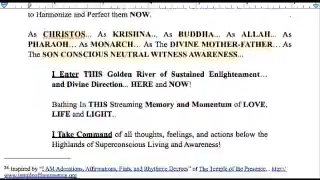 to Harmonize and Perfect them NOW.
As CHRISTOS... As KRISHNA... As BUDDHA... As ALLAH... As
PHARAOH... As MONARCH... As The DIVINE MOTHER-FATHER... As
The SON CONSCIOUS NEUTRAL WITNESS AWARENESS...
I Enter THIS Golden River of Sustained Enlighteenment...
and Divine Direction... HERE and NOW!
Bathing In THIS Streaming Memory and Momentum of LOVE,
LIFE and LIGHT..
I Take Command of all thoughts, feelings, and actions below the
Highlands of Superconscious Living and Awareness!
Inspired by "I AM Adorations, Affirmations, Fiats, and Rhythmic Decrees" of The Temple of the Presence. http://